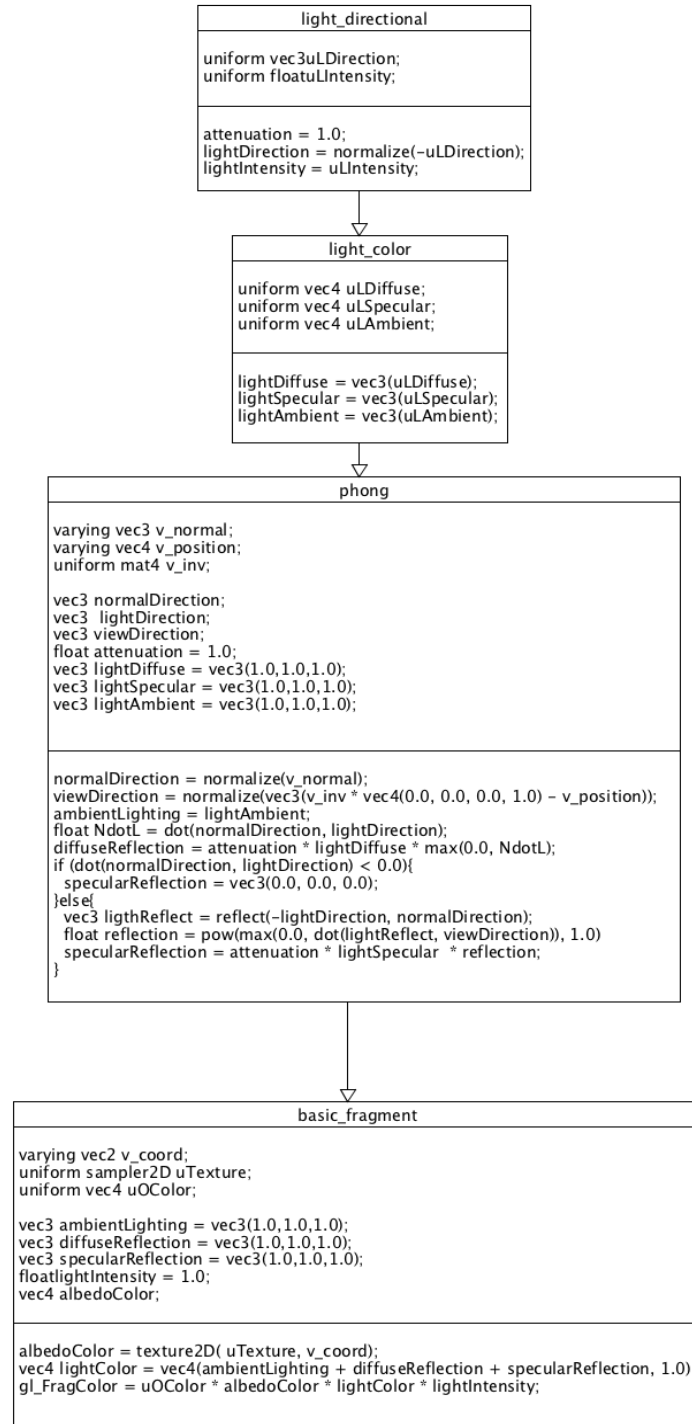 light_directional
uniform vec3uLDirection;
uniform floatuLIntensity;
attenuation = 1.0;
lightDirection = normalize(-uLDirection);
lightIntensity = uLIntensity;
light_color
uniform vec4 uLDiffuse;
uniform vec4 uLSpecular;
uniform vec4 uLAmbient;
lightDiffuse = vec3(uLDiffuse);
lightSpecular = vec3(uLSpecular);
lightAmbient = vec3(uLAmbient);
phong
varying vec3 v_normal;
varying vec4 v_position;
uniform mat4 v_inv;
vec3 normalDirection;
vec3  lightDirection;
vec3 viewDirection;
float attenuation = 1.0;
vec3 lightDiffuse = vec3(1.0,1.0,1.0);
vec3 lightSpecular = vec3(1.0,1.0,1.0);
vec3 lightAmbient = vec3(1.0,1.0,1.0);
normalDirection = normalize(v_normal);
viewDirection = normalize(vec3(v_inv * vec4(0.0, 0.0, 0.0, 1.0) - v_position));
ambientLighting = lightAmbient;
float NdotL = dot(normalDirection, lightDirection);
diffuseReflection = attenuation * lightDiffuse * max(0.0, NdotL);
if (dot(normalDirection, lightDirection) < 0.0){
  specularReflection = vec3(0.0, 0.0, 0.0);
}else{
  vec3 ligthReflect = reflect(-lightDirection, normalDirection);
  float reflection = pow(max(0.0, dot(lightReflect, viewDirection)), 1.0)
  specularReflection = attenuation * lightSpecular  * reflection;
}
basic_fragment
varying vec2 v_coord;
uniform sampler2D uTexture;
uniform vec4 uOColor;
vec3 ambientLighting = vec3(1.0,1.0,1.0);
vec3 diffuseReflection = vec3(1.0,1.0,1.0);
vec3 specularReflection = vec3(1.0,1.0,1.0);
floatlightIntensity = 1.0;
vec4 albedoColor;
albedoColor = texture2D( uTexture, v_coord);
vec4 lightColor = vec4(ambientLighting + diffuseReflection + specularReflection, 1.0)
gl_FragColor = uOColor * albedoColor * lightColor * lightIntensity;